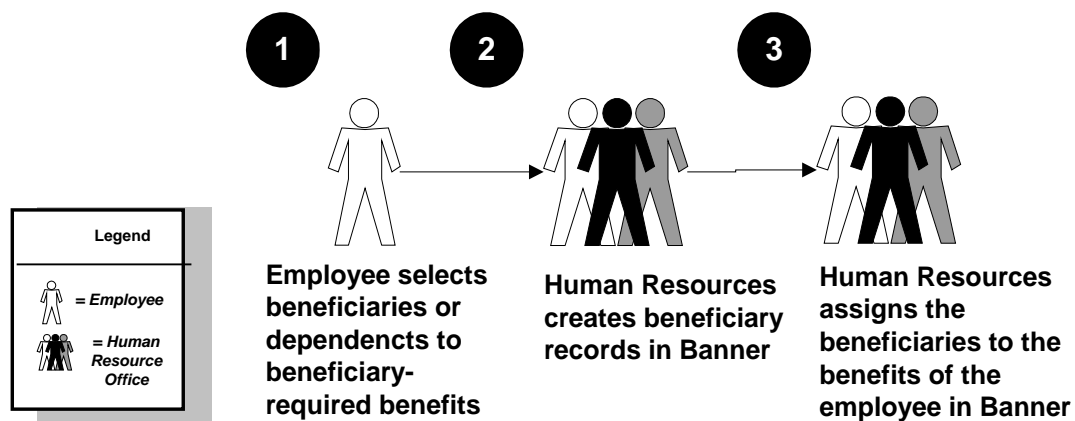 1
2
3
Employee selects
beneficiaries or
dependencts to
beneficiary-
required benefits
Human Resources
creates beneficiary
records in Banner
Human Resources
assigns the
beneficiaries to the
benefits of the
employee in Banner
Legend
= Employee
= Human
Resource
Office